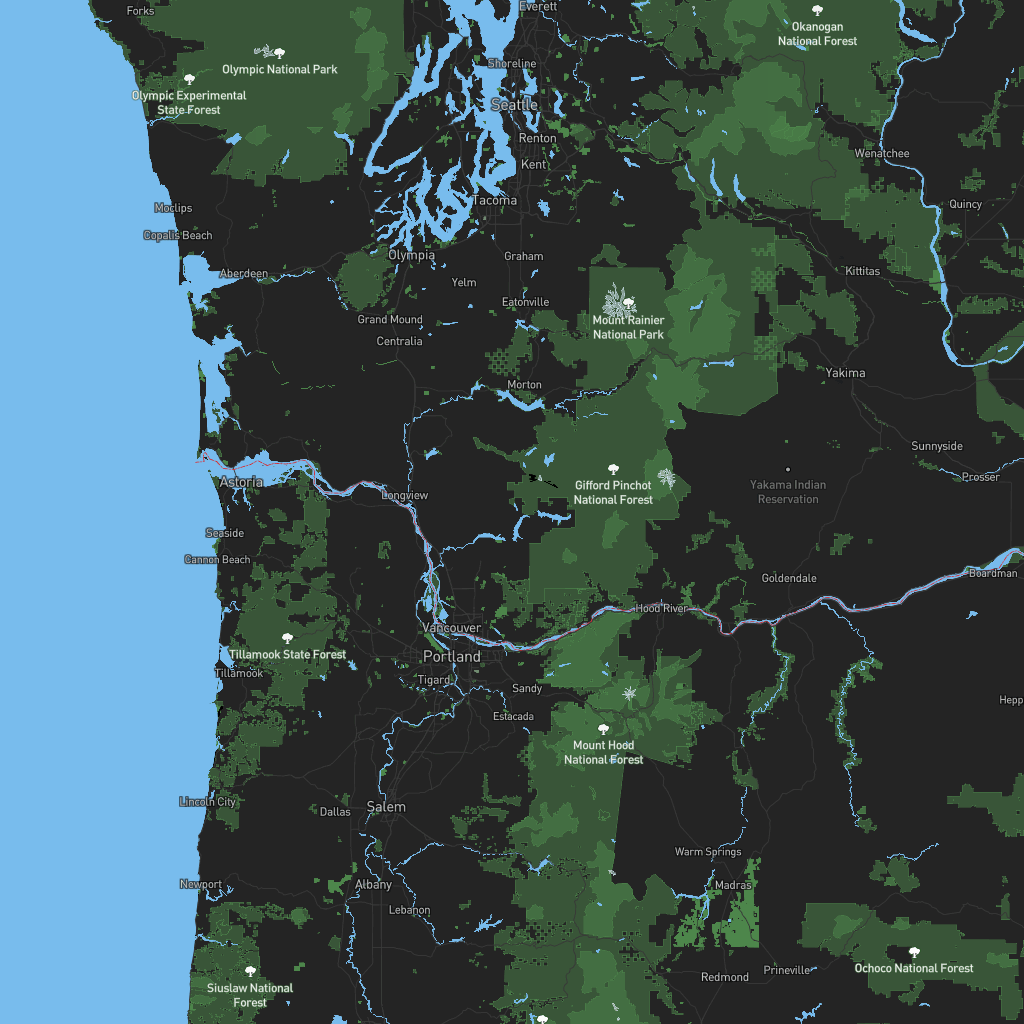 Everett
Forks
Okanogan
National Forest
Shoreline
Olympic National Park
Olympic Experimental
State Forest
Seattle
Renton
Wenatchee
Kent
Tacoma
Quincy
Moclips
Copalis Beach
Olympia
Graham
Aberdeen
Kittitas
Yelm
Eatonville
Grand Mound
Mount Rainier
National Park
Centralia
Yakima
Morton
Sunnyside
Prosser
Astoria
Longview
Gifford Pinchot
National Forest
Yakama Indian
Reservation
Seaside
Cannon Beach
Goldendale
Boardman
Hood River
Vancouver
Portland
Tillamook State Forest
Tillamook
Tigard
Sandy
Hepp
Estacada
Mount Hood
National Forest
Lincoln City
Dallas
Salem
Warm Springs
Newport
Albany
Madras
Lebanon
Ochoco National Forest
Redmond
Prineville
Siuslaw National
Forest